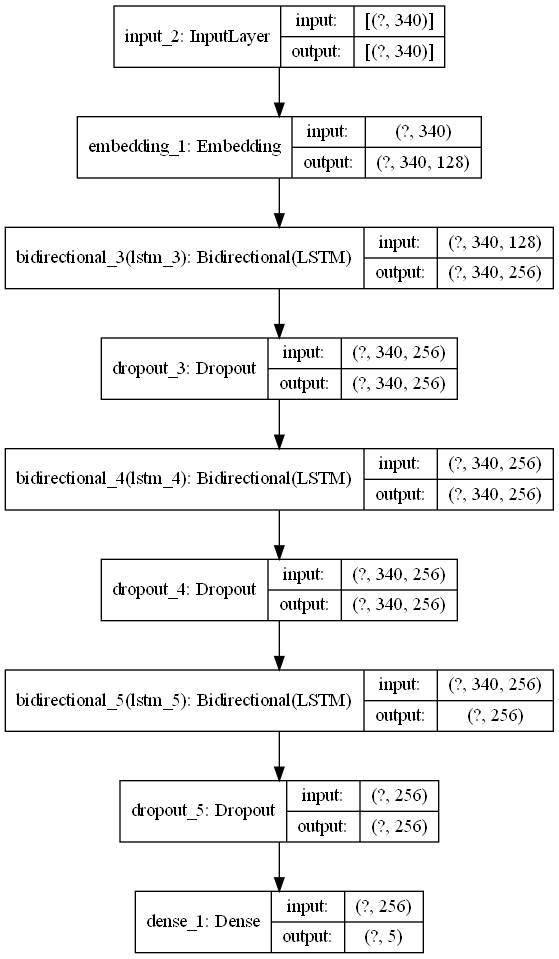 input_2: InputLayer
input: [(?, 340)]
output: [(?, 340)]
embedding_1: Embedding
input: (?, 340)
output: (?, 340, 128)
bidirectional_3(lstm_3): Bidirectional(LSTM)
input: (?, 340, 128)
output: (?, 340, 256)
dropout_3: Dropout
input: (?, 340, 256)
output: (?, 340, 256)
bidirectional_4(lstm_4): Bidirectional(LSTM)
input: (?, 340, 256)
output: (?, 340, 256)
dropout_4: Dropout
input: (?, 340, 256)
output: (?, 340, 256)
bidirectional_5(lstm_5): Bidirectional(LSTM)
input: (?, 340, 256)
output: (?, 256)
dropout_5: Dropout
input: (?, 256)
output: (?, 256)
dense_1: Dense
input: (?, 256)
output: (?, 5)